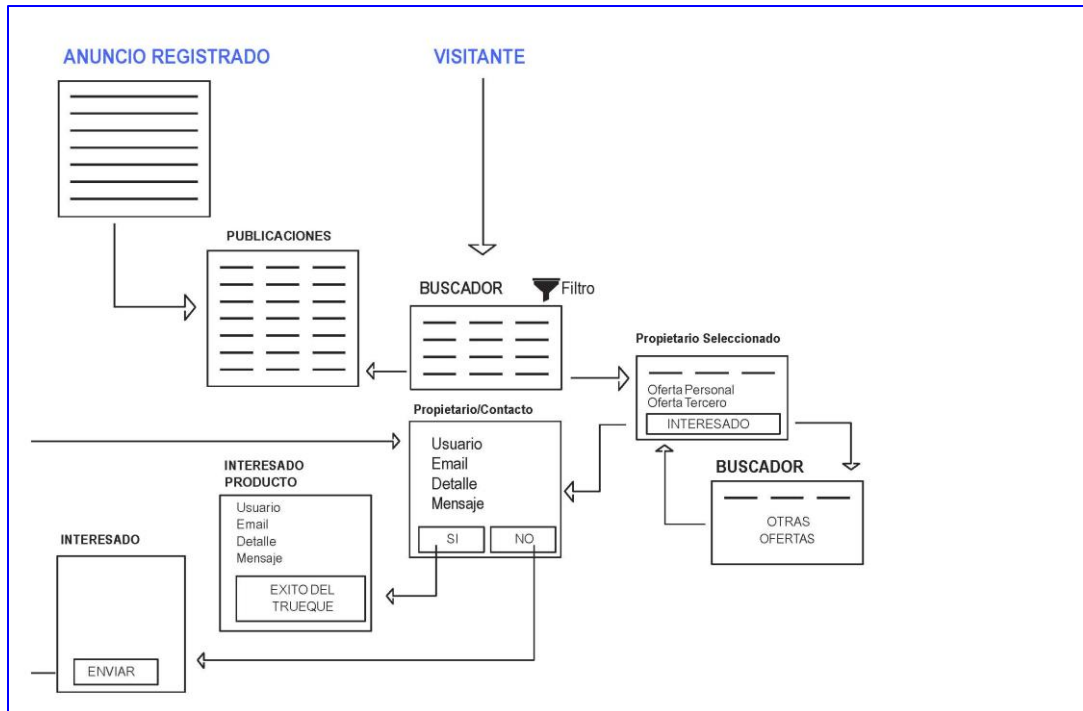 ANUNCIO REGISTRADO
VISITANTE
PUBLICACIONES
BUSCADOR
Filtro
Propietario Seleccionado
Oferta Personal
Oferta Tercero
INTERESADO
Propietario/Contacto
Usuario
Email
Detalle
Mensaje
SI
NO
BUSCADOR
OTRAS
OFERTAS
INTERESADO
PRODUCTO
Usuario
Email
Detalle
Mensaje
EXITO DEL
TRUEQUE
INTERESADO
ENVIAR